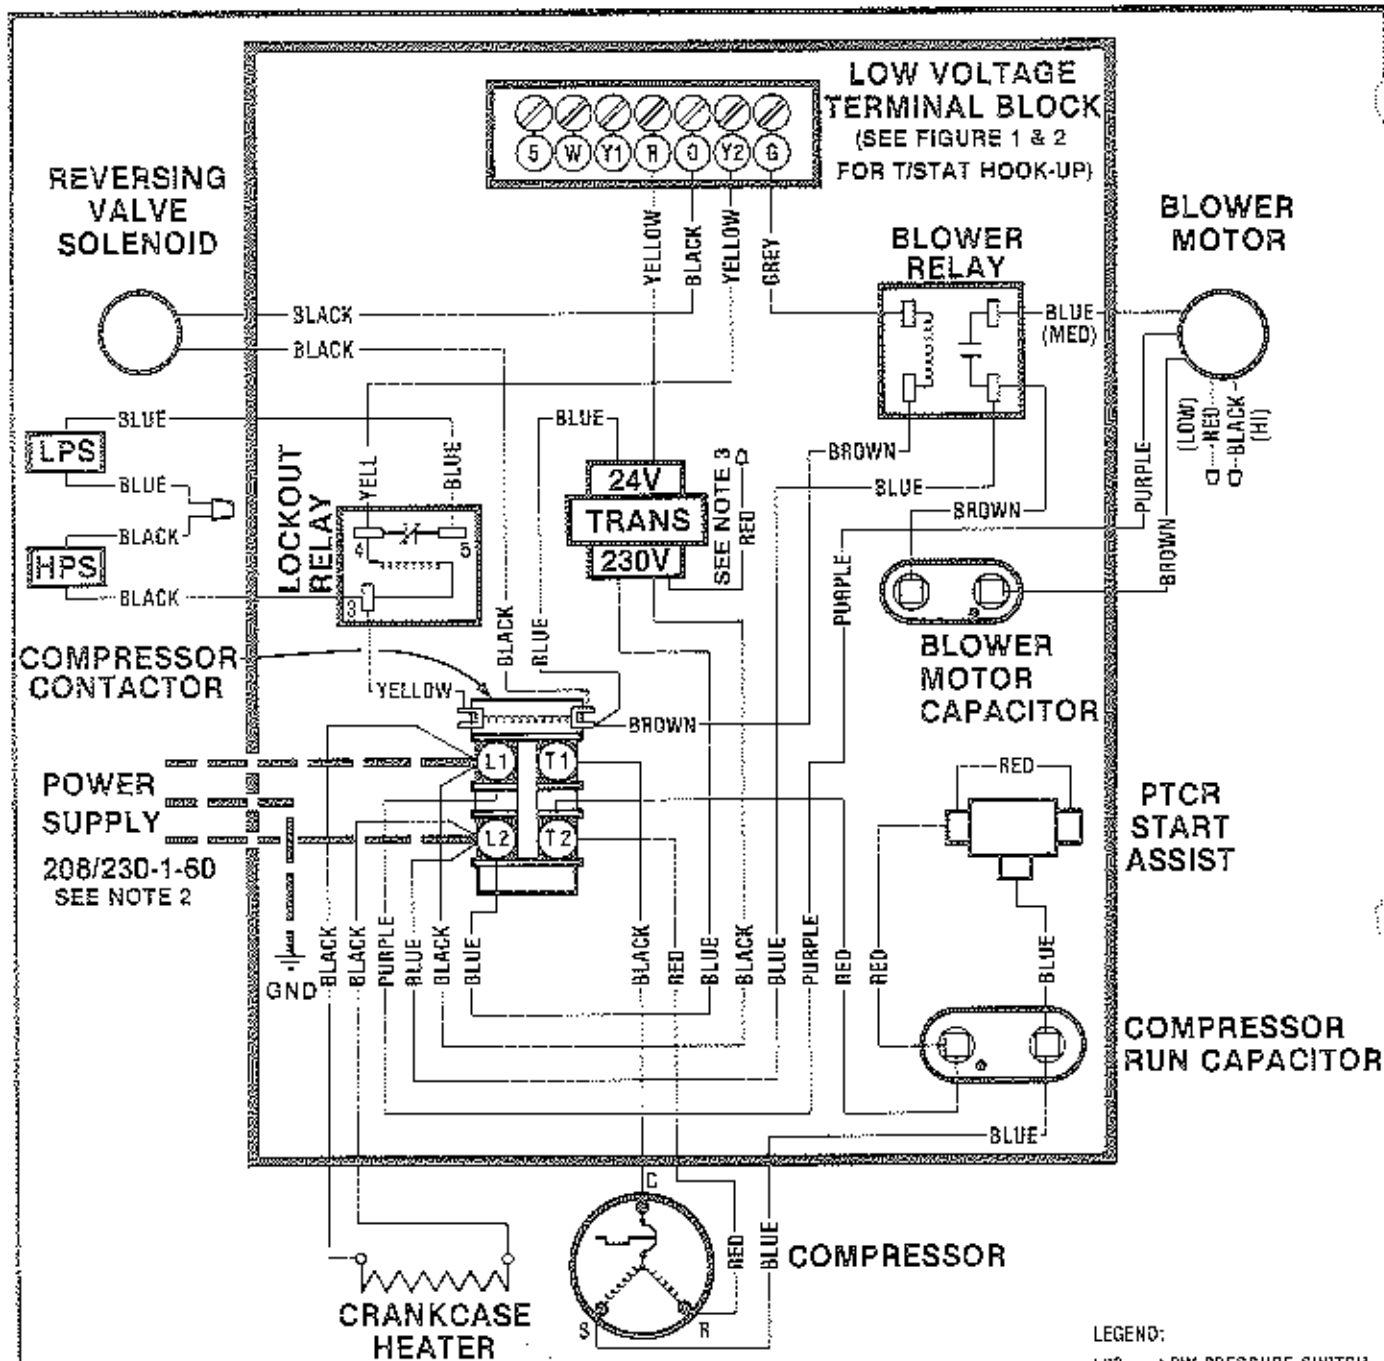 LOW VOLTAGE
TERMINAL BLOCK
(SEE FIGURE 1 & 2
FOR T/STAT HOOK-UP)
5 W Y1 R O Y2 G
REVERSING
VALVE
SOLENOID
BLOWER
MOTOR
BLOWER
RELAY
YELLOW
BLACK
YELLOW
GREY
BLACK
BLACK
BLUE
(MED)
(LOW)
RED
BLACK
(HI)
PURPLE
BROWN
BLUE
LPS
BLUE
BLACK
HPS
BLACK
YELL
BLUE
LOCKOUT
RELAY
4 5
3
BLUE
24V
TRANS
230V
SEE NOTE 3
RED
BROWN
BLUE
BROWN
PURPLE
BLACK
BLUE
BLOWER
MOTOR
CAPACITOR
COMPRESSOR
CONTACTOR
YELLOW
BROWN
L1 T1
L2 T2
POWER
SUPPLY
208/230-1-60
SEE NOTE 2
GND
RED
PTCR
START
ASSIST
BLACK
BLACK
PURPLE
BLUE
BLACK
BLUE
BLACK
RED
BLUE
BLACK
BLUE
PURPLE
RED
RED
BLUE
COMPRESSOR
RUN CAPACITOR
BLUE
C
S
R
RED
BLUE
COMPRESSOR
CRANKCASE
HEATER
LEGEND: